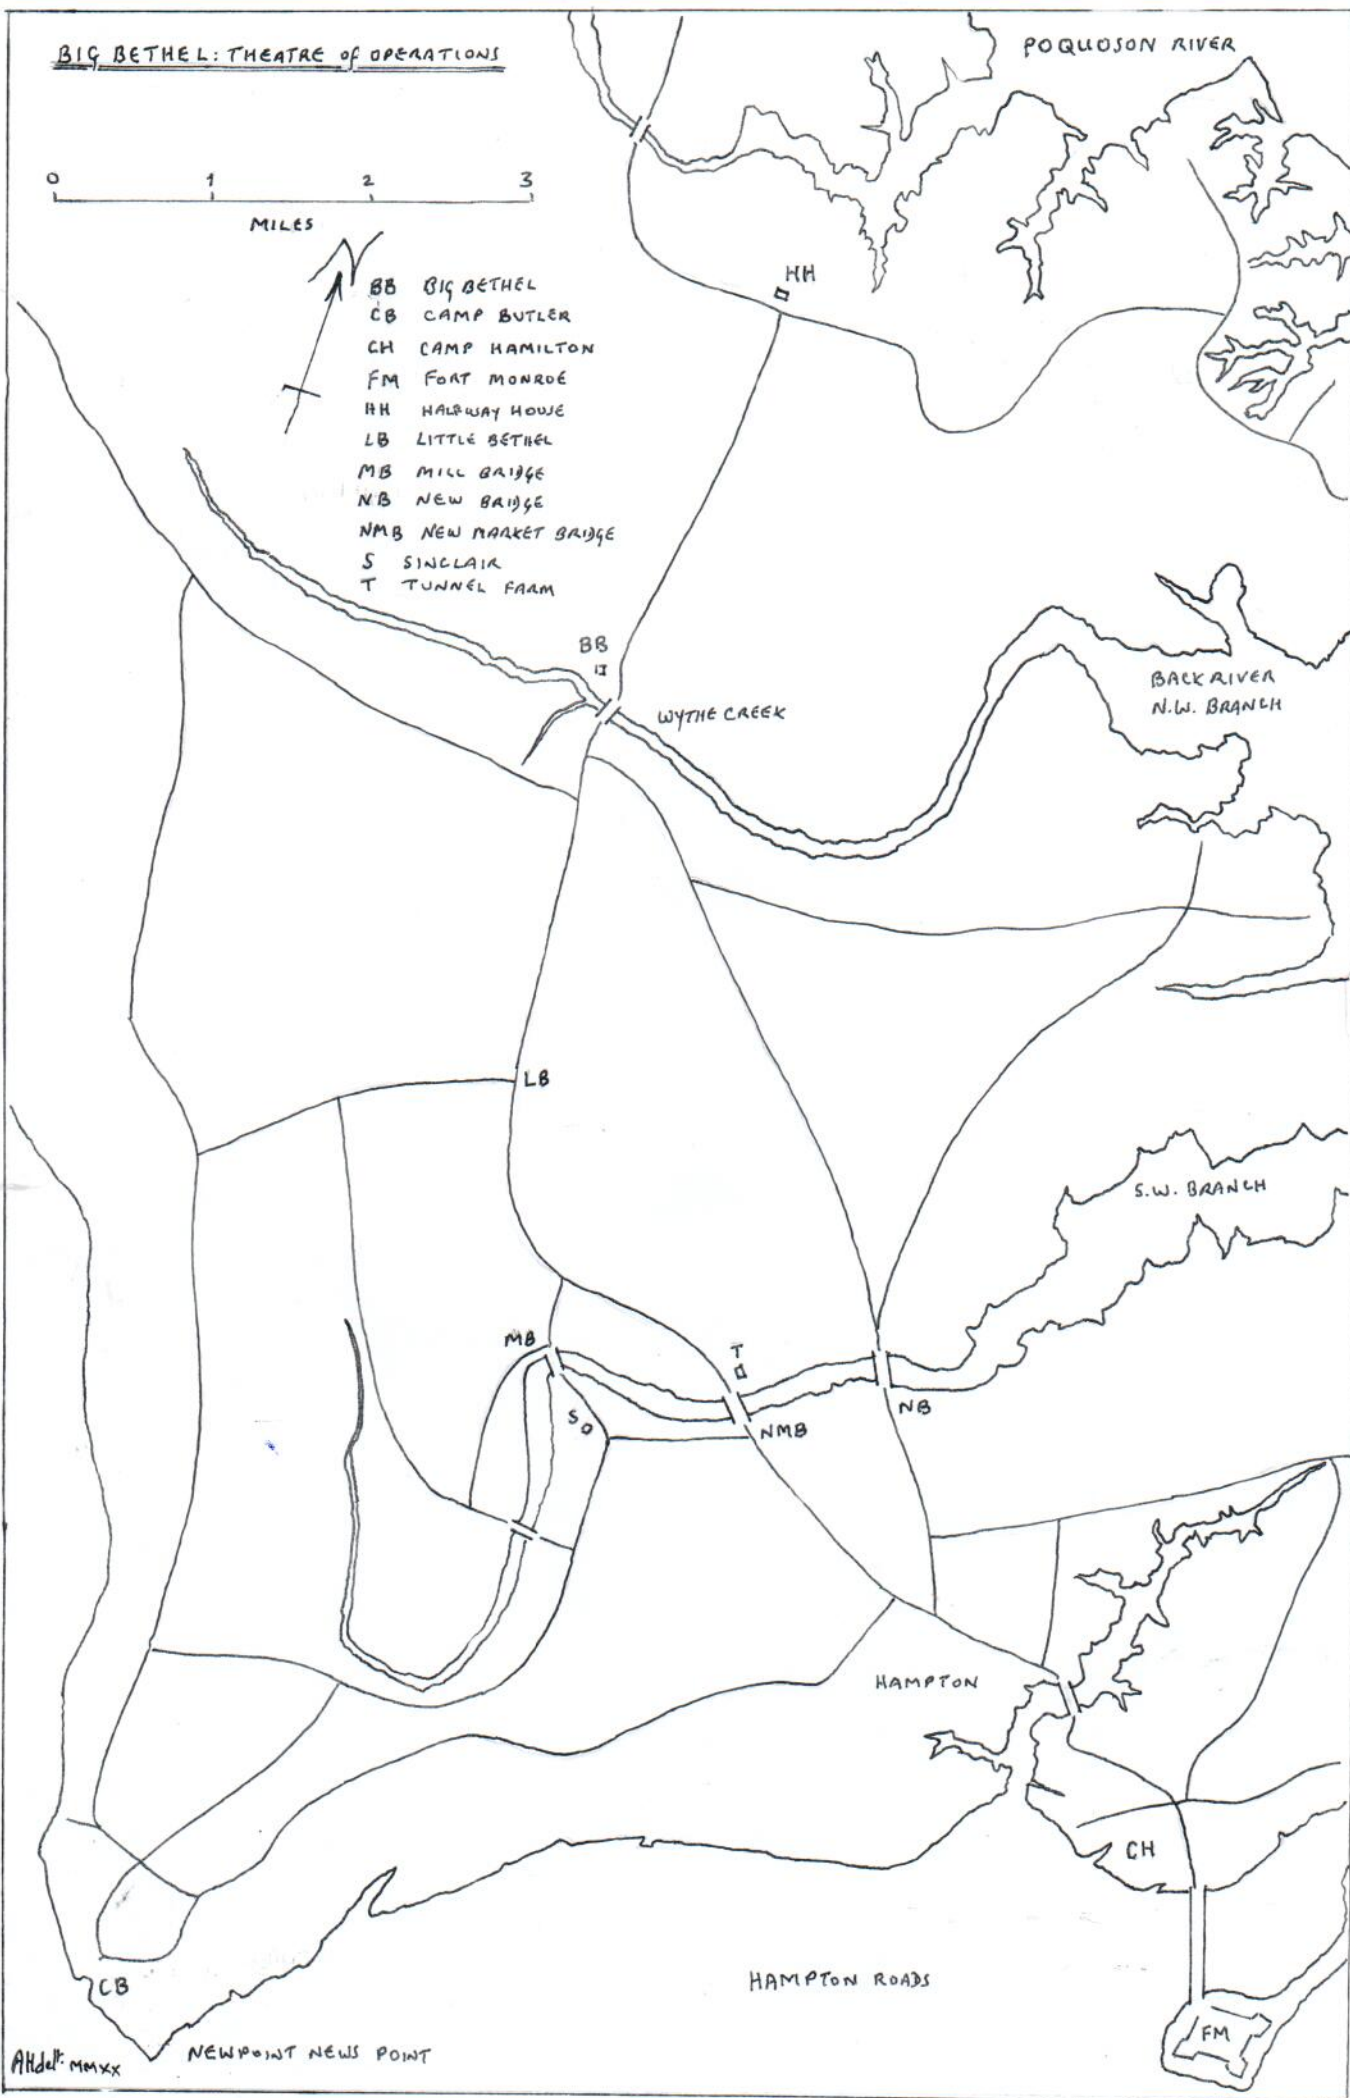 BIG BETHEL: THEATRE of OPERATIONS
POQUOSON RIVER
0 1 2 3
MILES
N
HH
BB BIG BETHEL
CB CAMP BUTLER
CH CAMP HAMILTON
FM FORT MONROE
HH HALFWAY HOUSE
LB LITTLE BETHEL
MB MILL BRIDGE
NB NEW BRIDGE
NMB NEW MARKET BRIDGE
S SINCLAIR
T TUNNEL FARM
BB
WYTHE CREEK
BACK RIVER
N.W. BRANCH
LB
S.W. BRANCH
MB
T
S
NMB
NB
HAMPTON
CH
CB
HAMPTON ROADS
FM
NEWPOINT NEWS POINT
MMXX